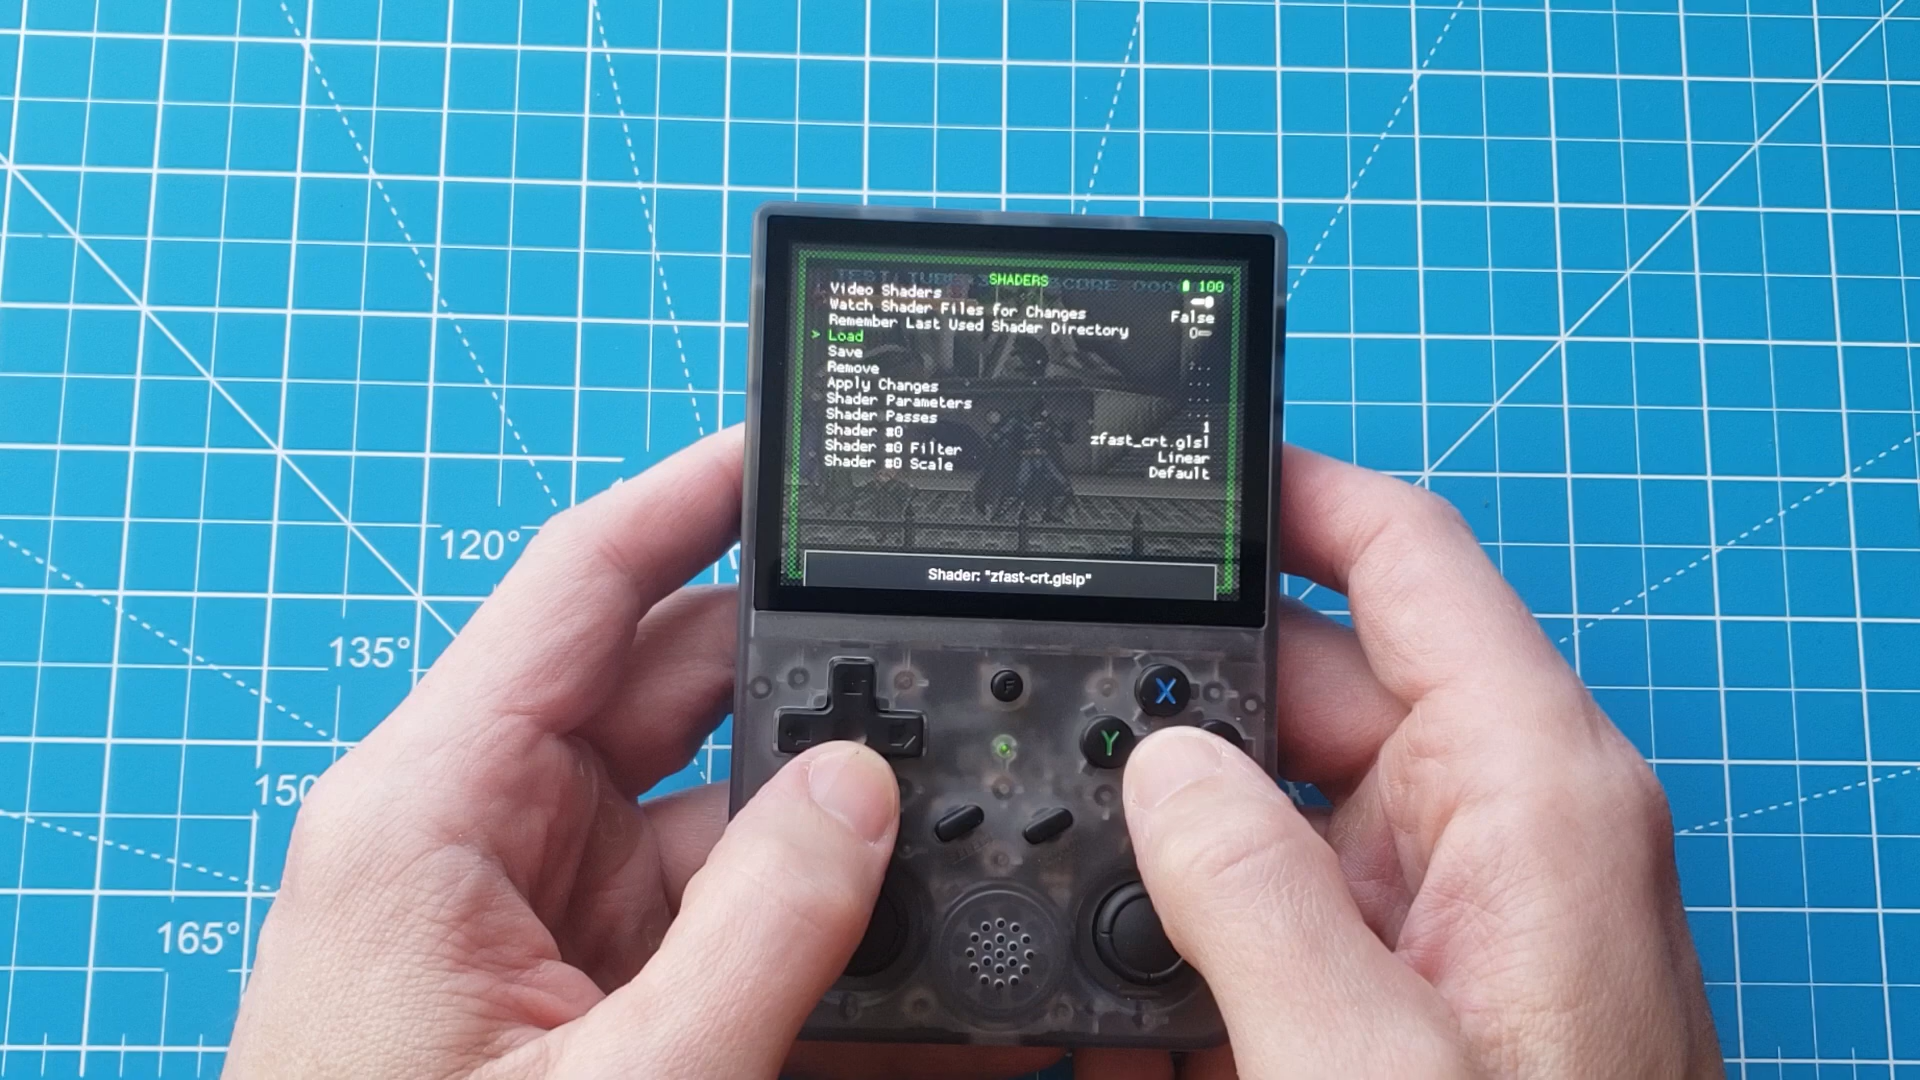 SHADERS
100
Video Shaders
Watch Shader Files for Changes False
Remember Last Used Shader Directory
> Load
Save
Remove ...
Apply Changes ...
Shader Parameters ...
Shader Passes 1
Shader #0 zfast_crt.glsl
Shader #0 Filter Linear
Shader #0 Scale Default
Shader: "zfast-crt.glslp"
F
X
Y
120°
135°
150
165°